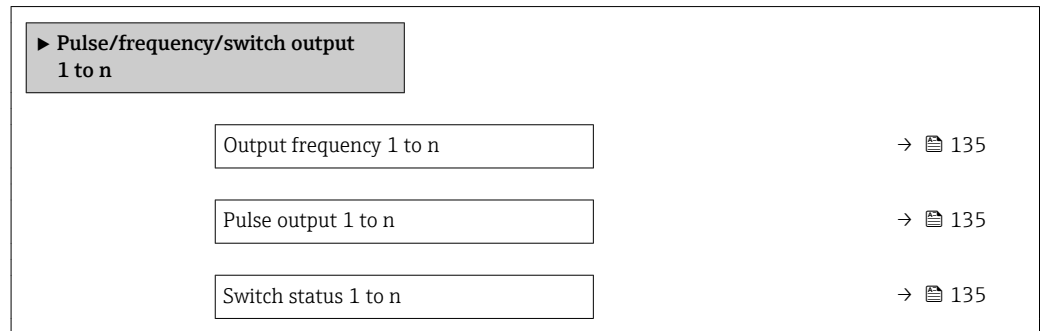 ▶ Pulse/frequency/switch output
1 to n
Output frequency 1 to n → 135
Pulse output 1 to n → 135
Switch status 1 to n → 135